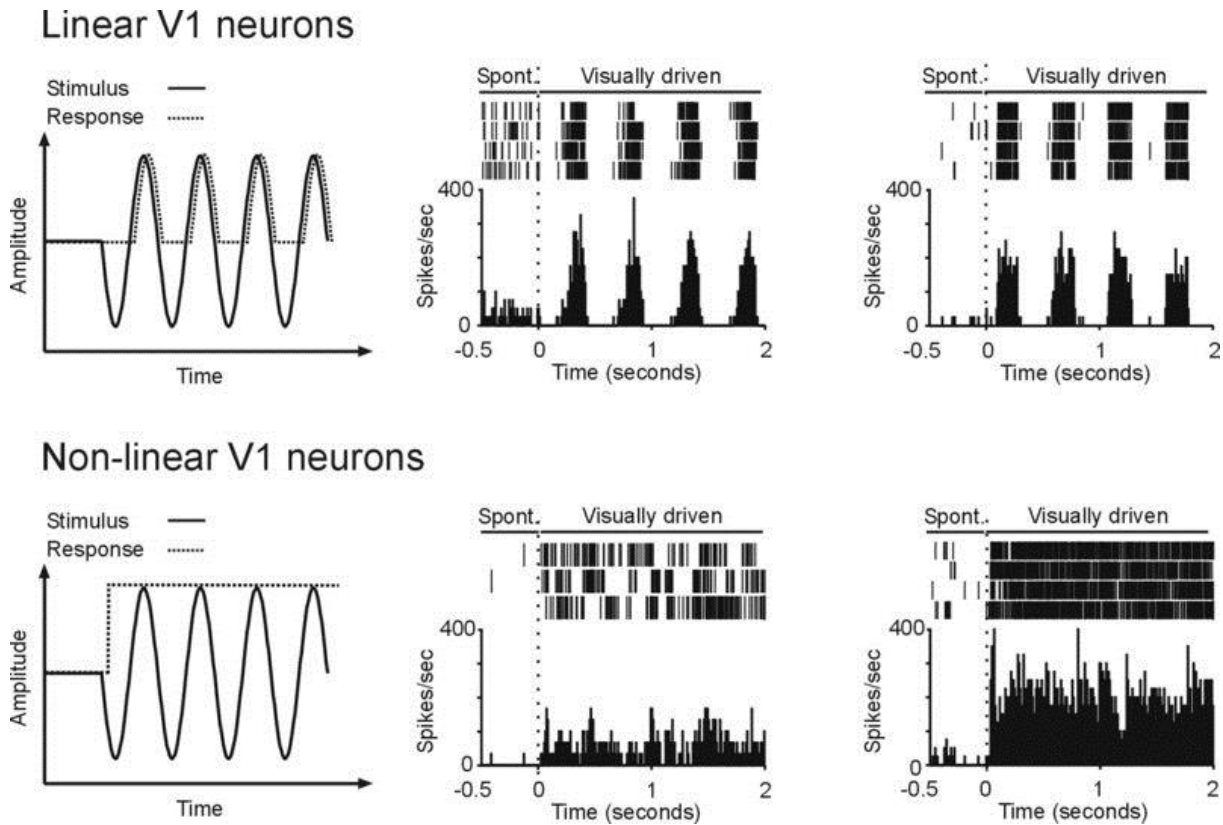 Linear V1 neurons
Stimulus
Response
Amplitude
Time
Spont. Visually driven
400
Spikes/sec
0
-0.5 0 1 2
Time (seconds)
Spont. Visually driven
400
Spikes/sec
0
-0.5 0 1 2
Time (seconds)
Non-linear V1 neurons
Stimulus
Response
Amplitude
Time
Spont. Visually driven
400
Spikes/sec
0
-0.5 0 1 2
Time (seconds)
Spont. Visually driven
400
Spikes/sec
0
-0.5 0 1 2
Time (seconds)